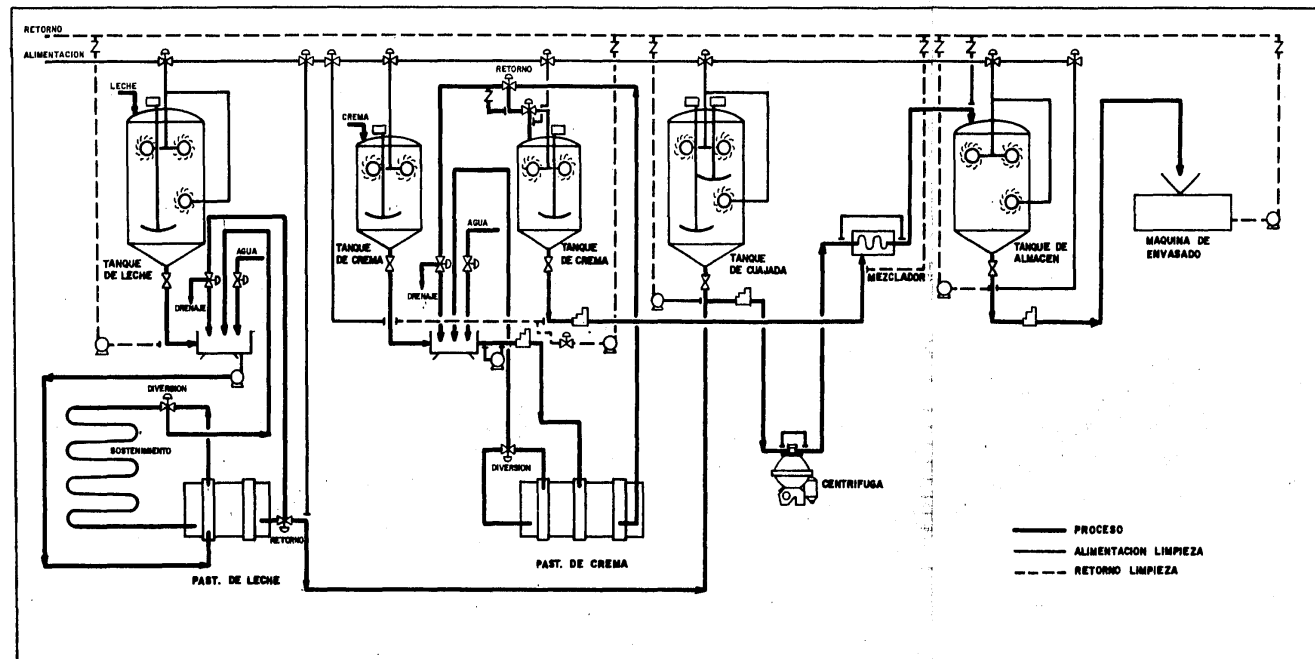 RETORNO
ALIMENTACION
LECHE
CREMA
RETORNO
TANQUE
DE LECHE
AGUA
DRENAJE
TANQUE
DE CREMA
AGUA
DRENAJE
TANQUE
DE CREMA
TANQUE
DE CUAJADA
MEZCLADOR
TANQUE DE
ALMACEN
MAQUINA DE
ENVASADO
DIVERSION
SOSTENIMIENTO
RETORNO
PAST. DE LECHE
DIVERSION
PAST. DE CREMA
CENTRIFUGA
PROCESO
ALIMENTACION LIMPIEZA
RETORNO LIMPIEZA